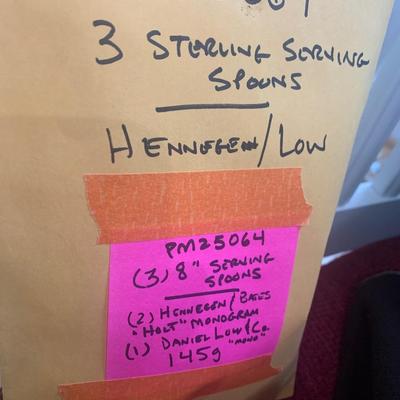 3 STERLING SERVING
SPOONS
HENNEGEN/LOW
PM25064
(3) 8" SERVING
SPOONS
(2) HENNEGEN/BATES
"HOLT" MONOGRAM
(1) DANIEL LOW & CO.
"MONO"
145g